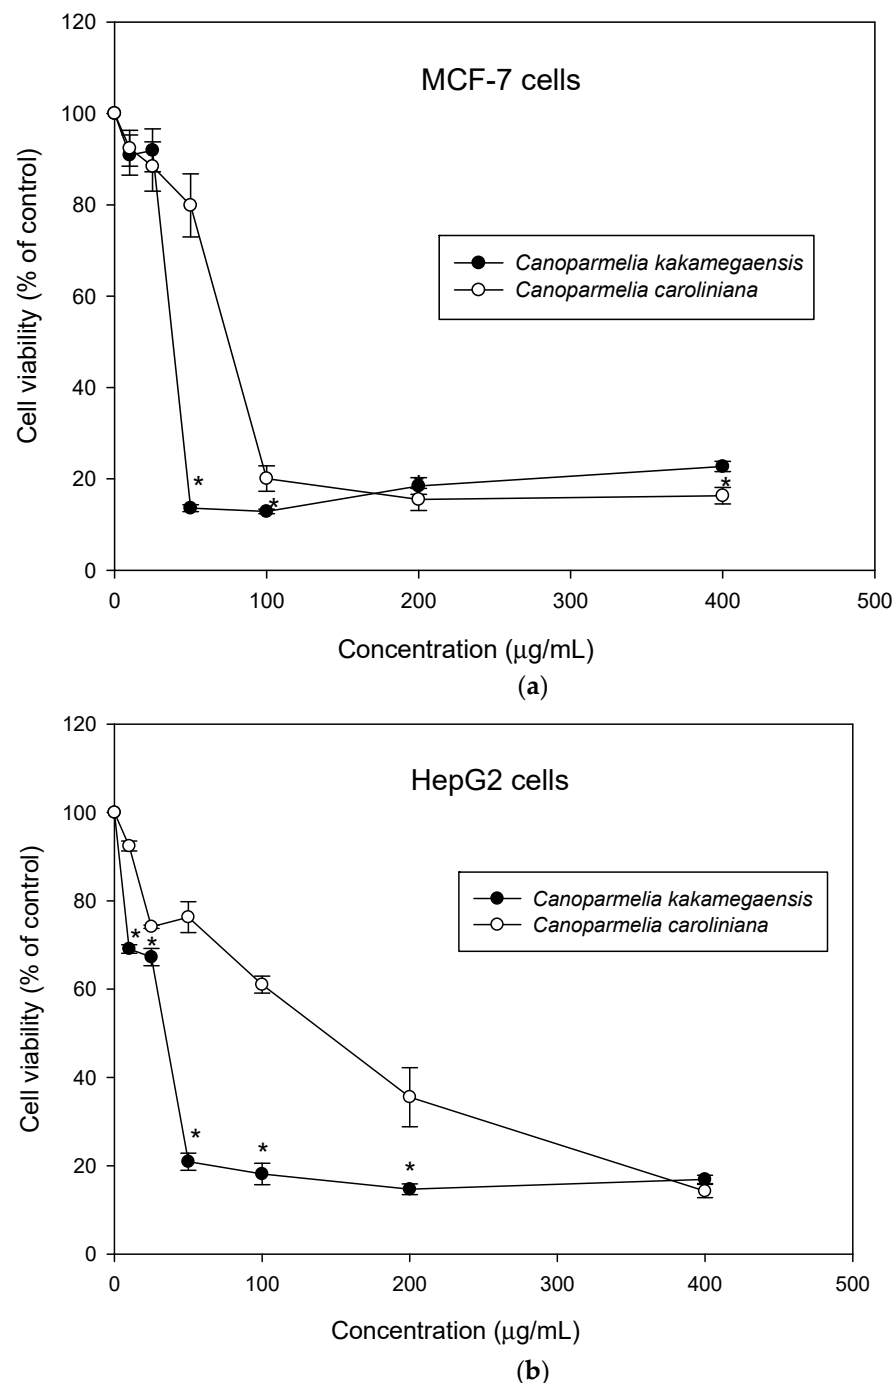 120
100
80
60
40
20
0
Cell viability (% of control)
MCF-7 cells
Canoparmelia kakamegaensis
Canoparmelia caroliniana
*
*
*
*
0 100 200 300 400 500
Concentration (μg/mL)
(a)
120
100
80
60
40
20
0
Cell viability (% of control)
HepG2 cells
Canoparmelia kakamegaensis
Canoparmelia caroliniana
* *
*
*
*
0 100 200 300 400 500
Concentration (μg/mL)
(b)